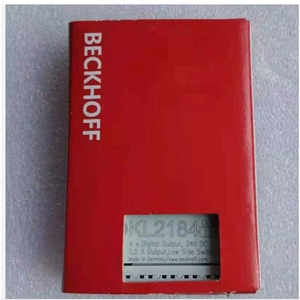 BECKHOFF
KL2184
4 x Digital Output, 24V DC
0,5 A Output, Low Side Switch
Made in Germany/www.beckhoff.com